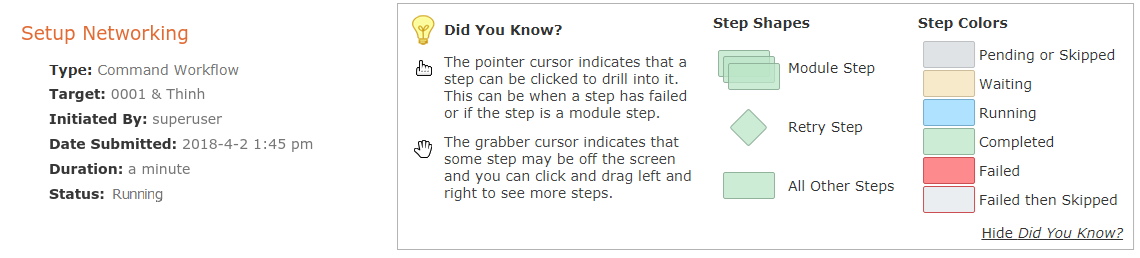 Setup Networking
Type: Command Workflow
Target: 0001 & Thinh
Initiated By: superuser
Date Submitted: 2018-4-2 1:45 pm
Duration: a minute
Status: Running
Did You Know?
The pointer cursor indicates that a
step can be clicked to drill into it.
This can be when a step has failed
or if the step is a module step.
The grabber cursor indicates that
some step may be off the screen
and you can click and drag left and
right to see more steps.
Step Shapes
Module Step
Retry Step
All Other Steps
Step Colors
Pending or Skipped
Waiting
Running
Completed
Failed
Failed then Skipped
Hide Did You Know?